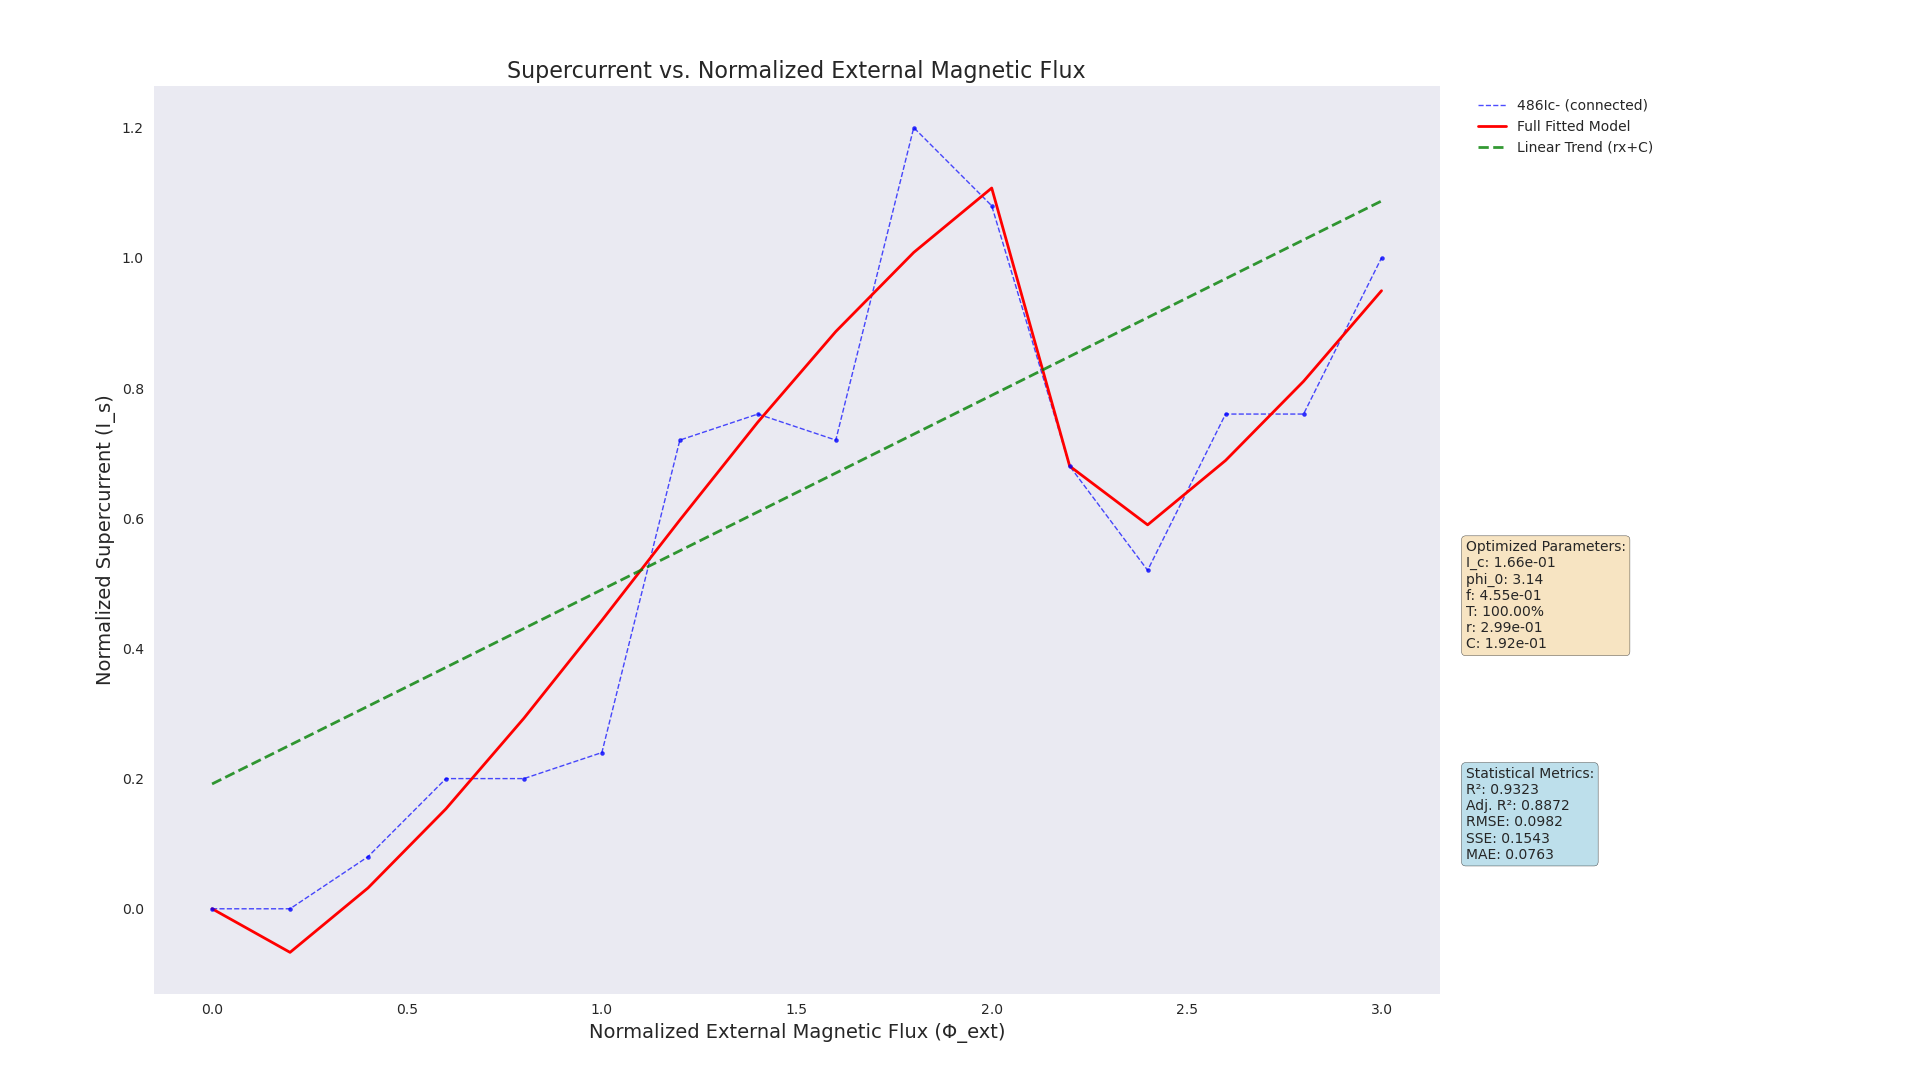 Supercurrent vs. Normalized External Magnetic Flux
1.2
1.0
0.8
0.6
0.4
0.2
0.0
Normalized Supercurrent (I_s)
0.0
0.5
1.0
1.5
2.0
2.5
3.0
Normalized External Magnetic Flux (Φ_ext)
486Ic- (connected)
Full Fitted Model
Linear Trend (rx+C)
Optimized Parameters:
I_c: 1.66e-01
phi_0: 3.14
f: 4.55e-01
T: 100.00%
r: 2.99e-01
C: 1.92e-01
Statistical Metrics:
R²: 0.9323
Adj. R²: 0.8872
RMSE: 0.0982
SSE: 0.1543
MAE: 0.0763